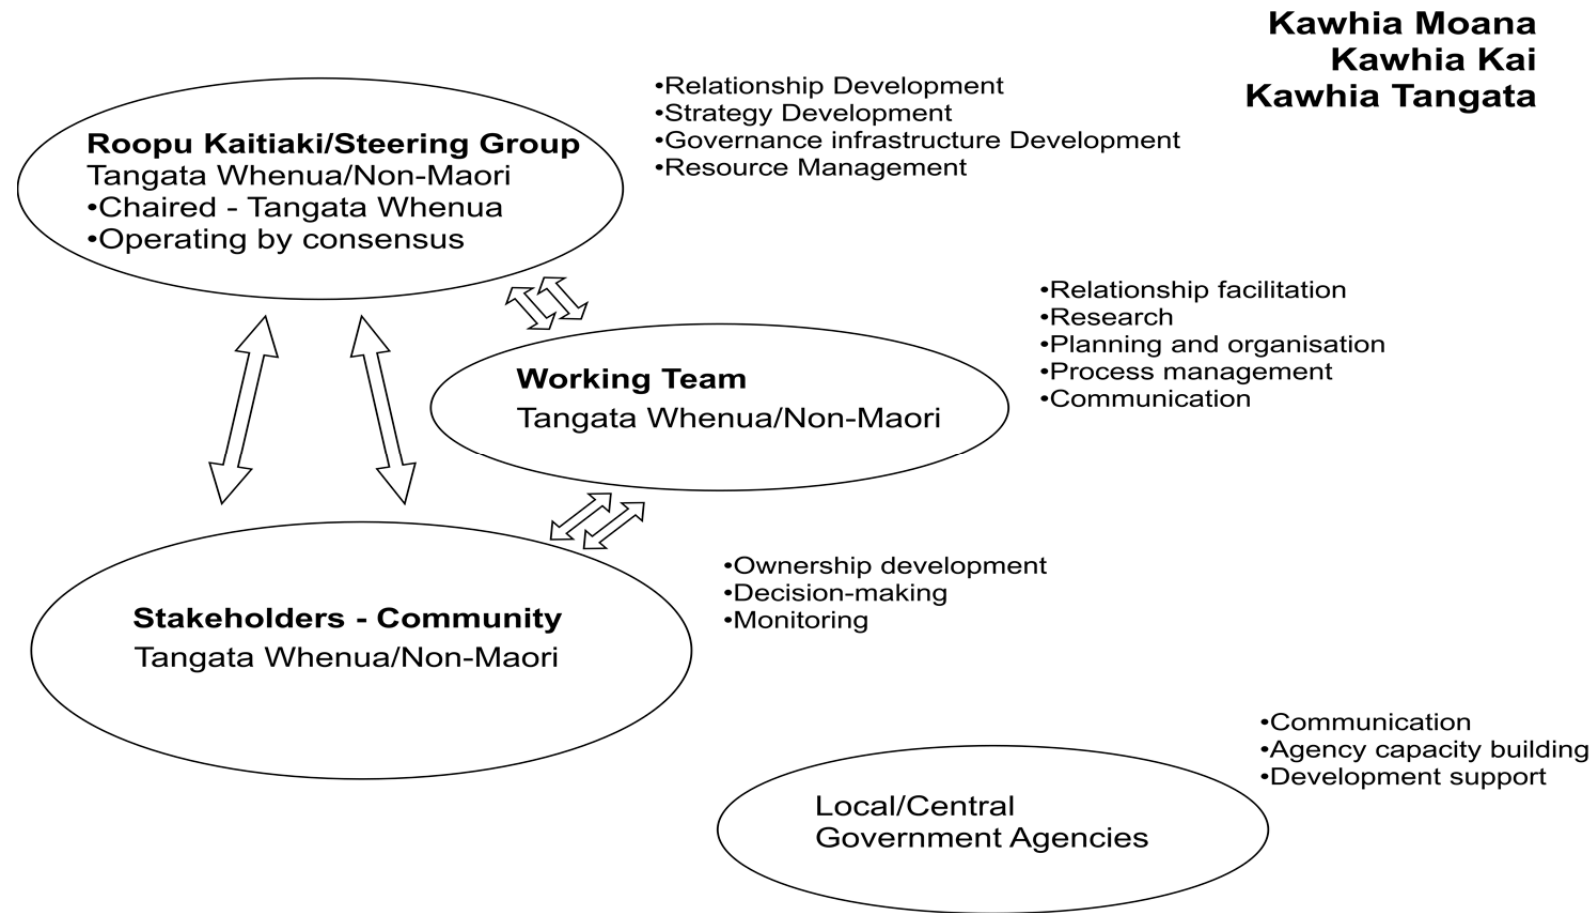 Kawhia Moana
Kawhia Kai
Kawhia Tangata
Roopu Kaitiaki/Steering Group
Tangata Whenua/Non-Maori
•Chaired - Tangata Whenua
•Operating by consensus
•Relationship Development
•Strategy Development
•Governance infrastructure Development
•Resource Management
Working Team
Tangata Whenua/Non-Maori
•Relationship facilitation
•Research
•Planning and organisation
•Process management
•Communication
Stakeholders - Community
Tangata Whenua/Non-Maori
•Ownership development
•Decision-making
•Monitoring
Local/Central
Government Agencies
•Communication
•Agency capacity building
•Development support